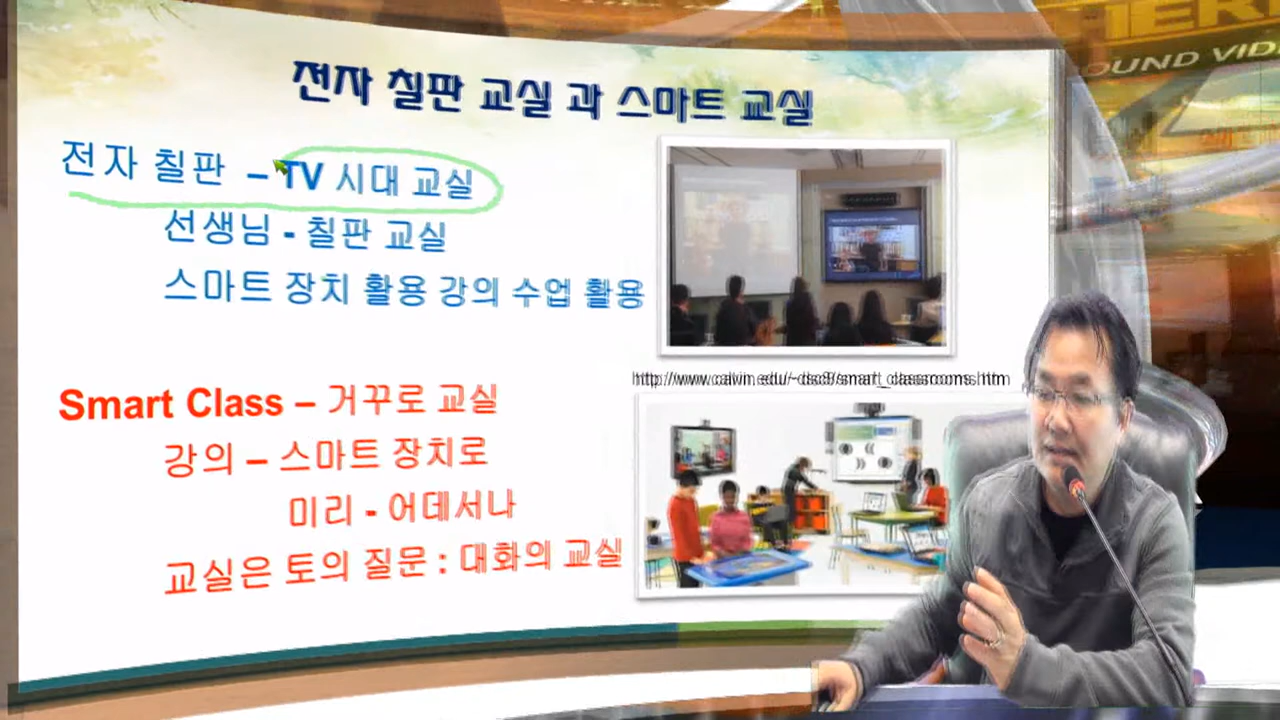 전자 칠판 교실 과 스마트 교실
전자 칠판 – TV 시대 교실
선생님 - 칠판 교실
스마트 장치 활용 강의 수업 활용
Smart Class – 거꾸로 교실
강의 – 스마트 장치로
미리 - 어데서나
교실은 토의 질문 : 대화의 교실
OUND VID